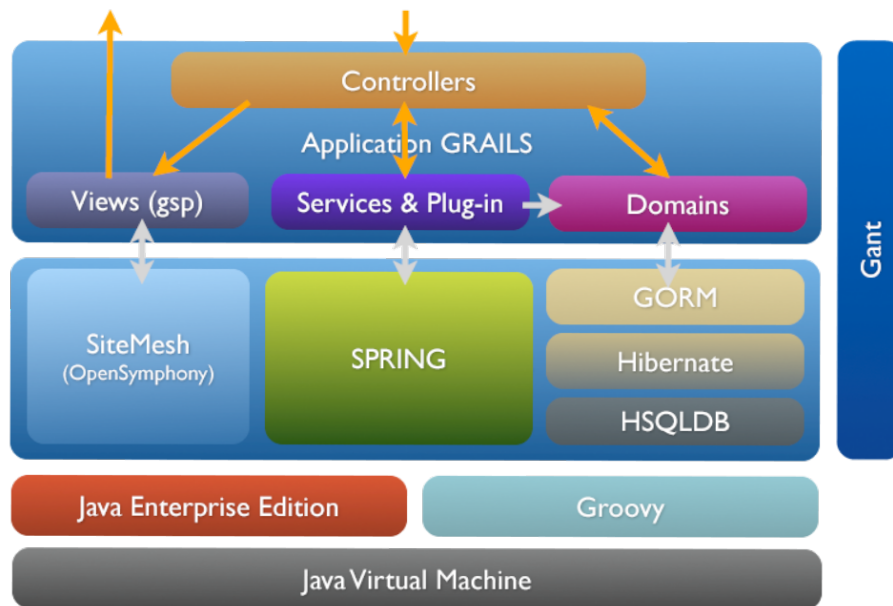 Controllers
Application GRAILS
Views (gsp)
Services & Plug-in
Domains
Gant
SiteMesh
(OpenSymphony)
SPRING
GORM
Hibernate
HSQLDB
Java Enterprise Edition
Groovy
Java Virtual Machine